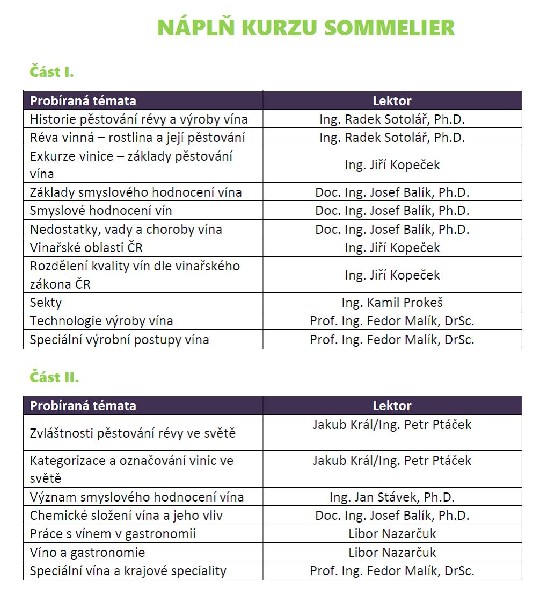 NÁPLŇ KURZU SOMMELIER
Část I.
Probíraná témata Lektor
Historie pěstování révy a výroby vína Ing. Radek Sotolář, Ph.D.
Réva vinná – rostlina a její pěstování Ing. Radek Sotolář, Ph.D.
Exkurze vinice – základy pěstování
vína Ing. Jiří Kopeček
Základy smyslového hodnocení vína Doc. Ing. Josef Balík, Ph.D.
Smyslové hodnocení vín Doc. Ing. Josef Balík, Ph.D.
Nedostatky, vady a choroby vína Doc. Ing. Josef Balík, Ph.D.
Vinařské oblasti ČR Ing. Jiří Kopeček
Rozdělení kvality vín dle vinařského
zákona ČR Ing. Jiří Kopeček
Sekty Ing. Kamil Prokeš
Technologie výroby vína Prof. Ing. Fedor Malík, DrSc.
Speciální výrobní postupy vína Prof. Ing. Fedor Malík, DrSc.
Část II.
Probíraná témata Lektor
Zvláštnosti pěstování révy ve světě Jakub Král/Ing. Petr Ptáček
Kategorizace a označování vinic ve Jakub Král/Ing. Petr Ptáček
světě
Význam smyslového hodnocení vína Ing. Jan Stávek, Ph.D.
Chemické složení vína a jeho vliv Doc. Ing. Josef Balík, Ph.D.
Práce s vínem v gastronomii Libor Nazarčuk
Víno a gastronomie Libor Nazarčuk
Speciální vína a krajové speciality Prof. Ing. Fedor Malík, DrSc.